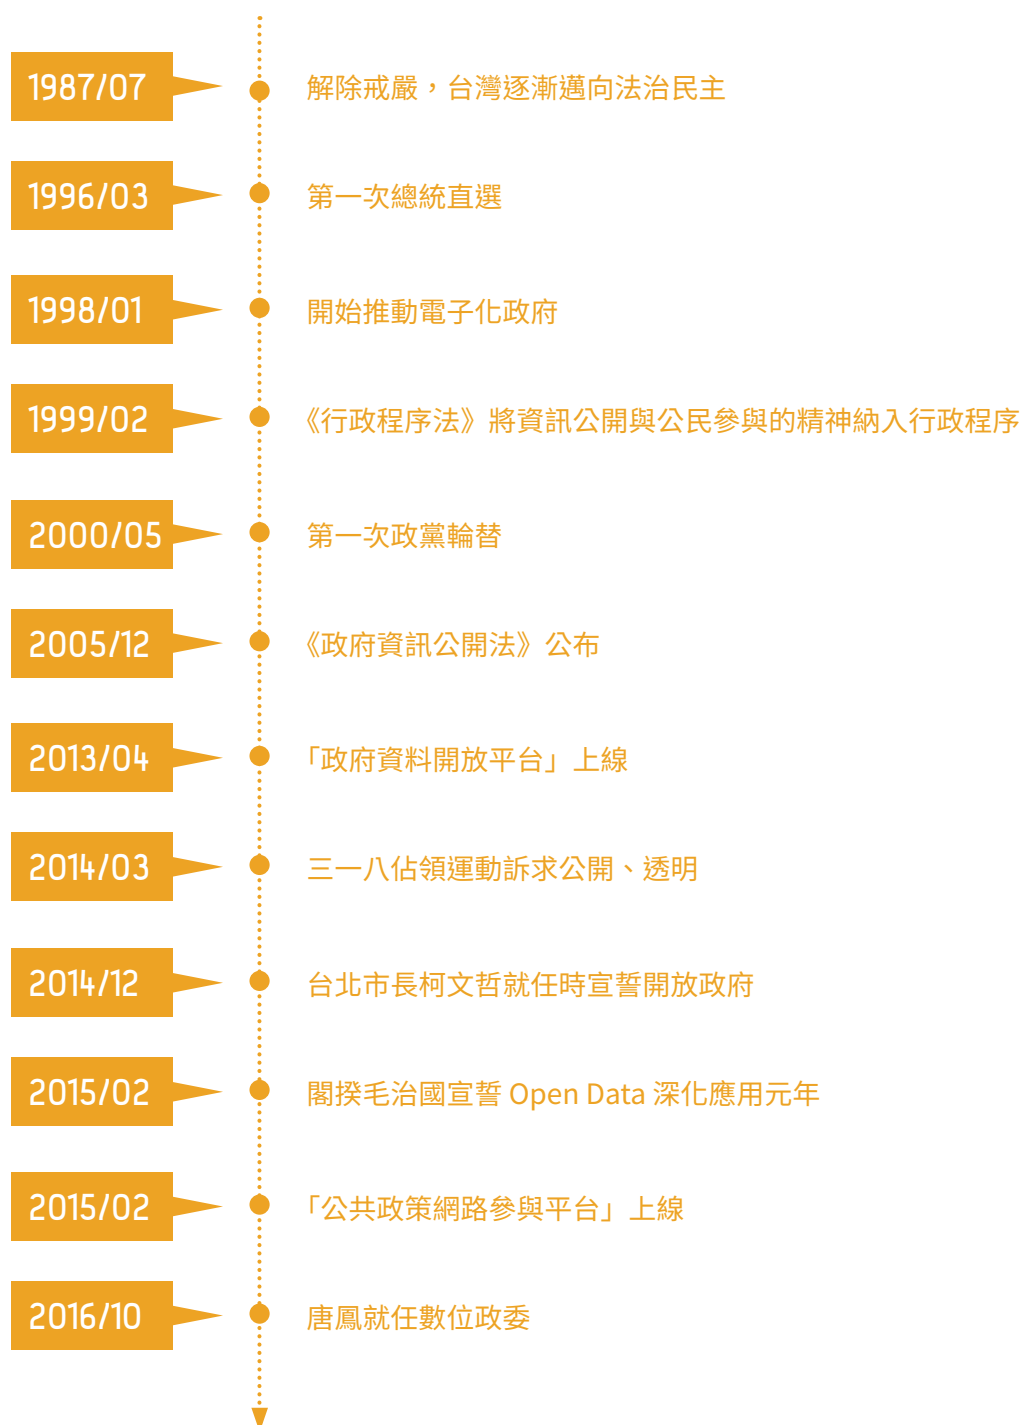 1987/07 解除戒嚴，台灣逐漸邁向法治民主
1996/03 第一次總統直選
1998/01 開始推動電子化政府
1999/02 《行政程序法》將資訊公開與公民參與的精神納入行政程序
2000/05 第一次政黨輪替
2005/12 《政府資訊公開法》公布
2013/04 「政府資料開放平台」上線
2014/03 三一八佔領運動訴求公開、透明
2014/12 台北市長柯文哲就任時宣誓開放政府
2015/02 閣揆毛治國宣誓 Open Data 深化應用元年
2015/02 「公共政策網路參與平台」上線
2016/10 唐鳳就任數位政委